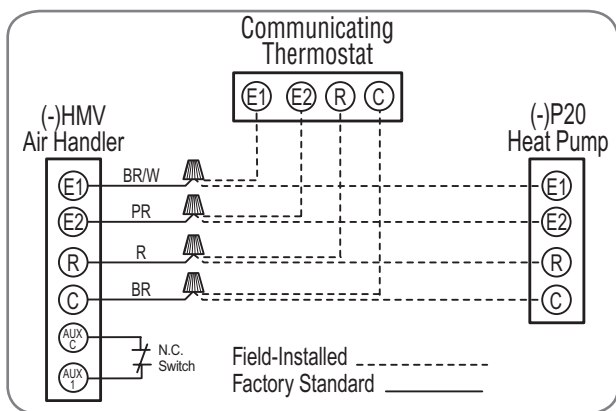 Communicating
Thermostat
E1 E2 R C
(-)HMV
Air Handler
(-)P20
Heat Pump
E1 BR/W E1
E2 PR E2
R R R
C BR C
AUX
C
N.C.
Switch
AUX
1
Field-Installed
Factory Standard